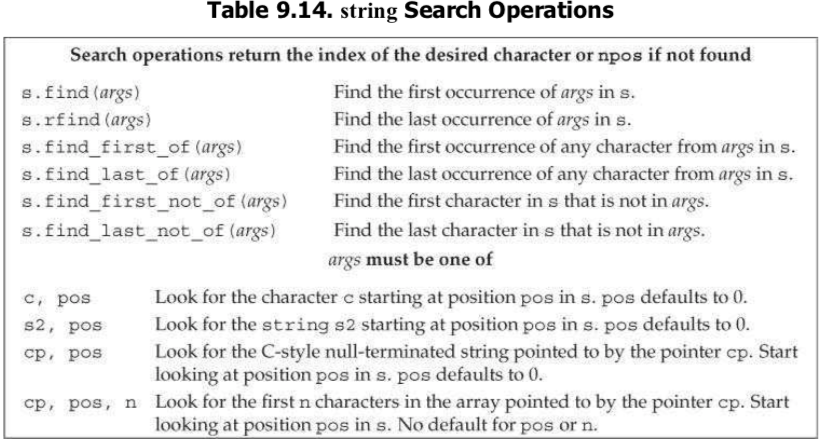 Table 9.14. string Search Operations
Search operations return the index of the desired character or npos if not found
s.find(args) Find the first occurrence of args in s.
s.rfind(args) Find the last occurrence of args in s.
s.find_first_of(args) Find the first occurrence of any character from args in s.
s.find_last_of(args) Find the last occurrence of any character from args in s.
s.find_first_not_of(args) Find the first character in s that is not in args.
s.find_last_not_of(args) Find the last character in s that is not in args.
args must be one of
c, pos Look for the character c starting at position pos in s. pos defaults to 0.
s2, pos Look for the string s2 starting at position pos in s. pos defaults to 0.
cp, pos Look for the C-style null-terminated string pointed to by the pointer cp. Start
looking at position pos in s. pos defaults to 0.
cp, pos, n Look for the first n characters in the array pointed to by the pointer cp. Start
looking at position pos in s. No default for pos or n.